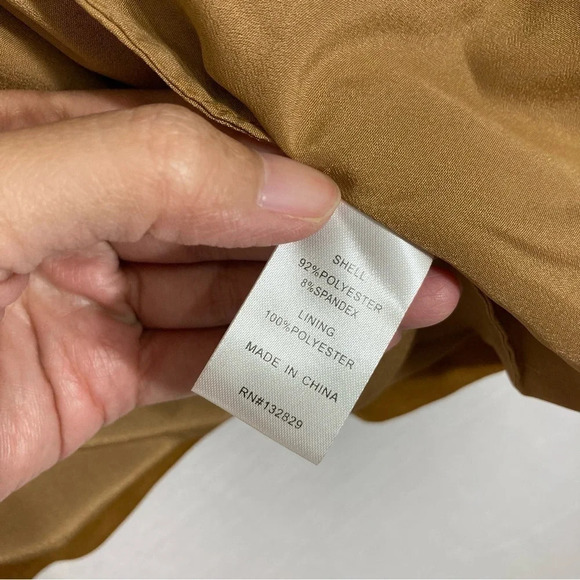 SHELL
92%POLYESTER
8%SPANDEX
LINING
100%POLYESTER
MADE IN CHINA
RN#132829